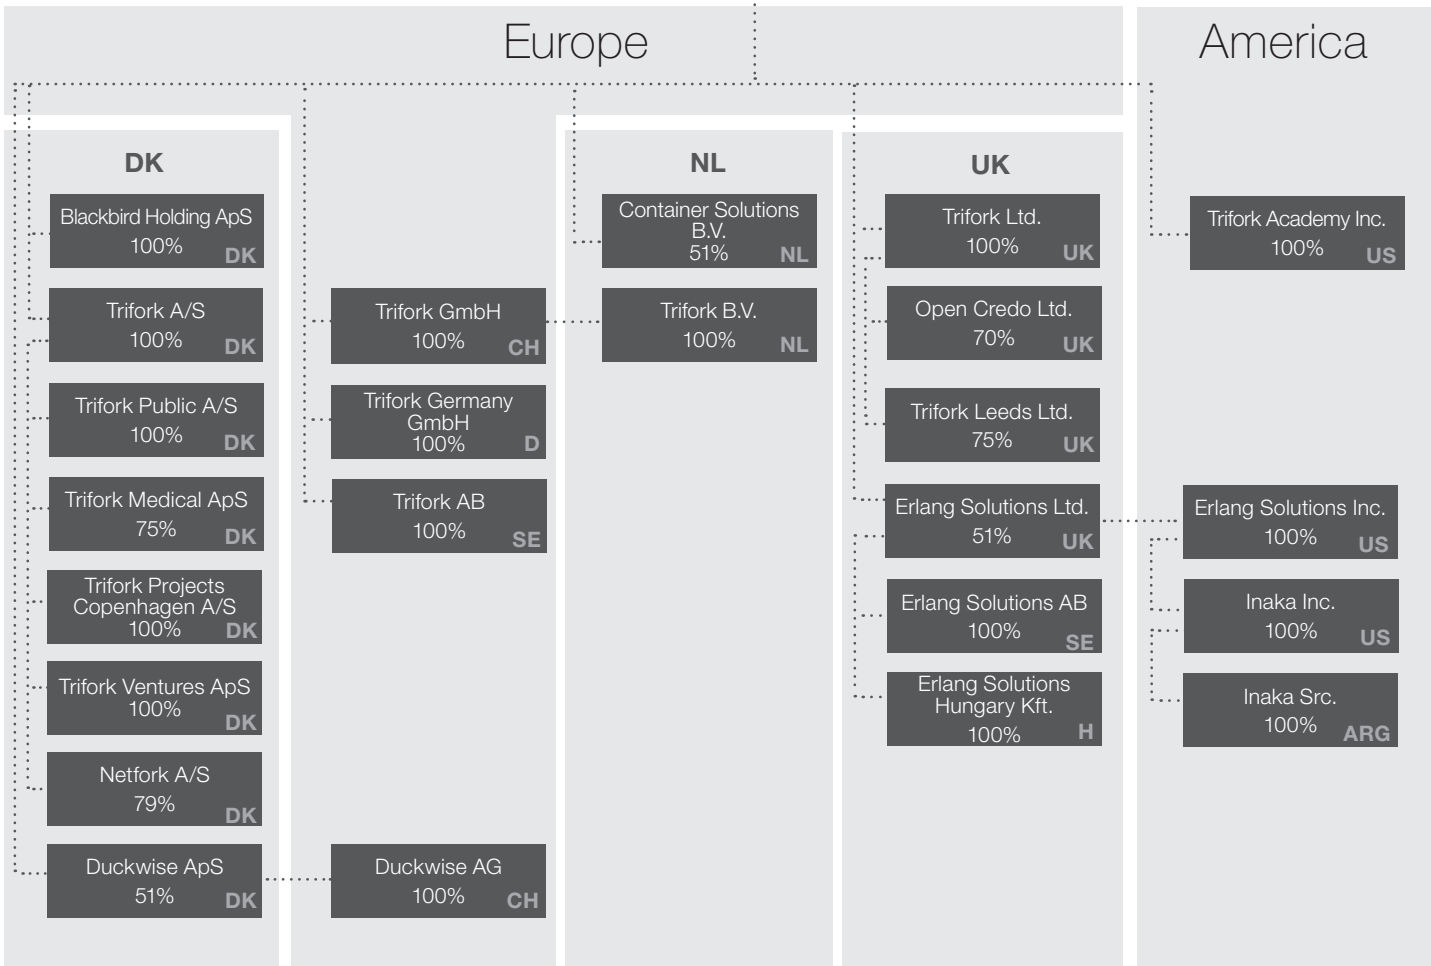 Europe
America
DK
Blackbird Holding ApS
100%
DK
Trifork A/S
100%
DK
Trifork Public A/S
100%
DK
Trifork Medical ApS
75%
DK
Trifork Projects
Copenhagen A/S
100%
DK
Trifork Ventures ApS
100%
DK
Netfork A/S
79%
DK
Duckwise ApS
51%
DK
Trifork GmbH
100%
CH
Trifork Germany
GmbH
100%
D
Trifork AB
100%
SE
Duckwise AG
100%
CH
NL
Container Solutions
B.V.
51%
NL
Trifork B.V.
100%
NL
UK
Trifork Ltd.
100%
UK
Open Credo Ltd.
70%
UK
Trifork Leeds Ltd.
75%
UK
Erlang Solutions Ltd.
51%
UK
Erlang Solutions AB
100%
SE
Erlang Solutions
Hungary Kft.
100%
H
Trifork Academy Inc.
100%
US
Erlang Solutions Inc.
100%
US
Inaka Inc.
100%
US
Inaka Src.
100%
ARG